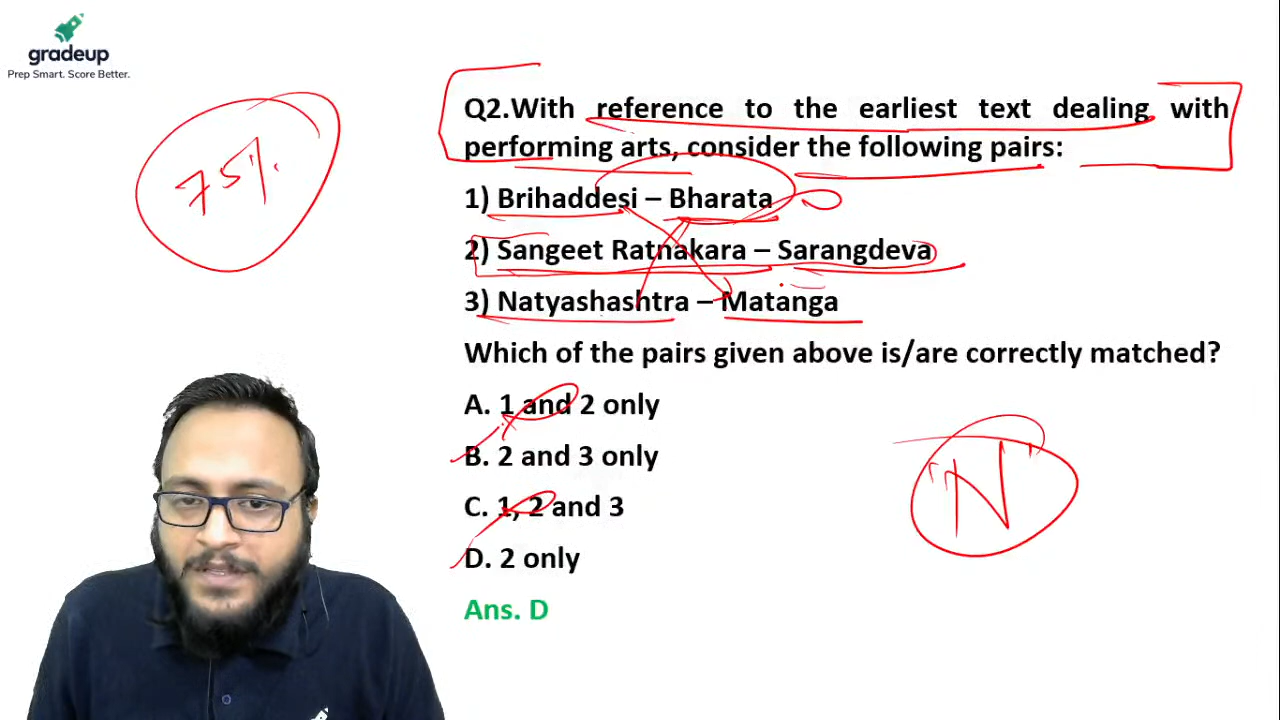 gradeup
Prep Smart. Score Better.
75%.
Q2.With reference to the earliest text dealing with
performing arts, consider the following pairs:
1) Brihaddesi – Bharata
2) Sangeet Ratnakara – Sarangdeva
3) Natyashashtra – Matanga
Which of the pairs given above is/are correctly matched?
A. 1 and 2 only
B. 2 and 3 only
C. 1, 2 and 3
D. 2 only
Ans. D
"N"